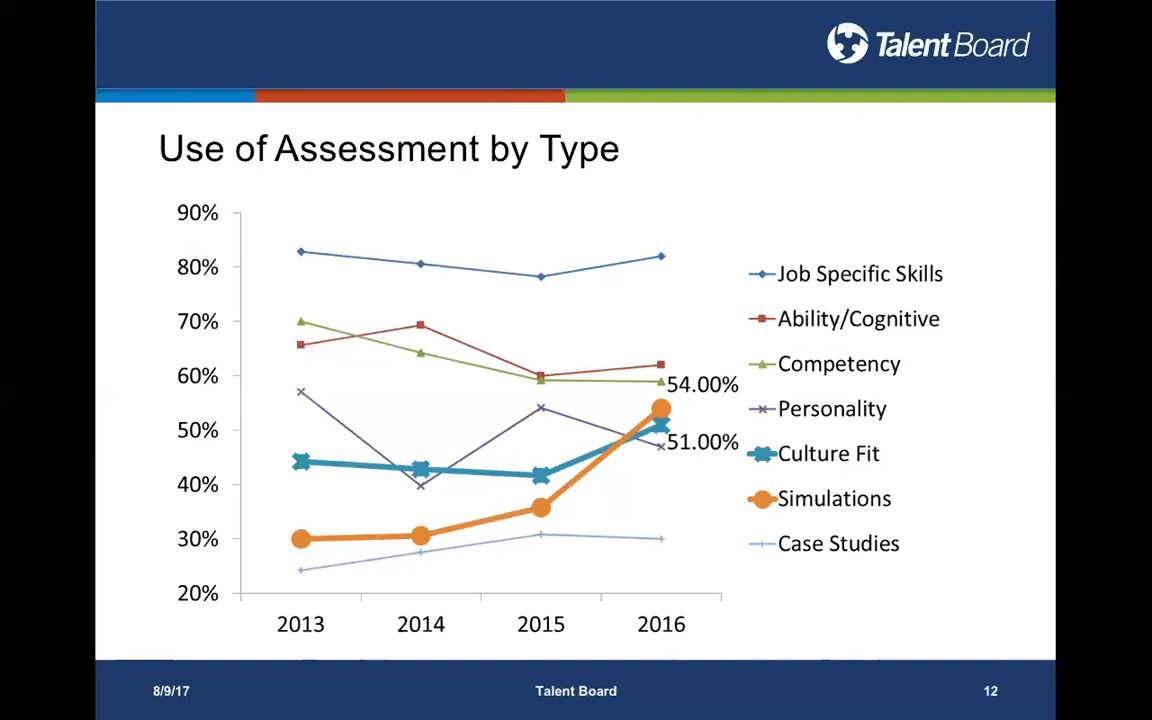 Talent Board
Use of Assessment by Type
90%
80%
70%
60%
50%
40%
30%
20%
54.00%
51.00%
2013 2014 2015 2016
Job Specific Skills
Ability/Cognitive
Competency
Personality
Culture Fit
Simulations
Case Studies
8/9/17 Talent Board 12